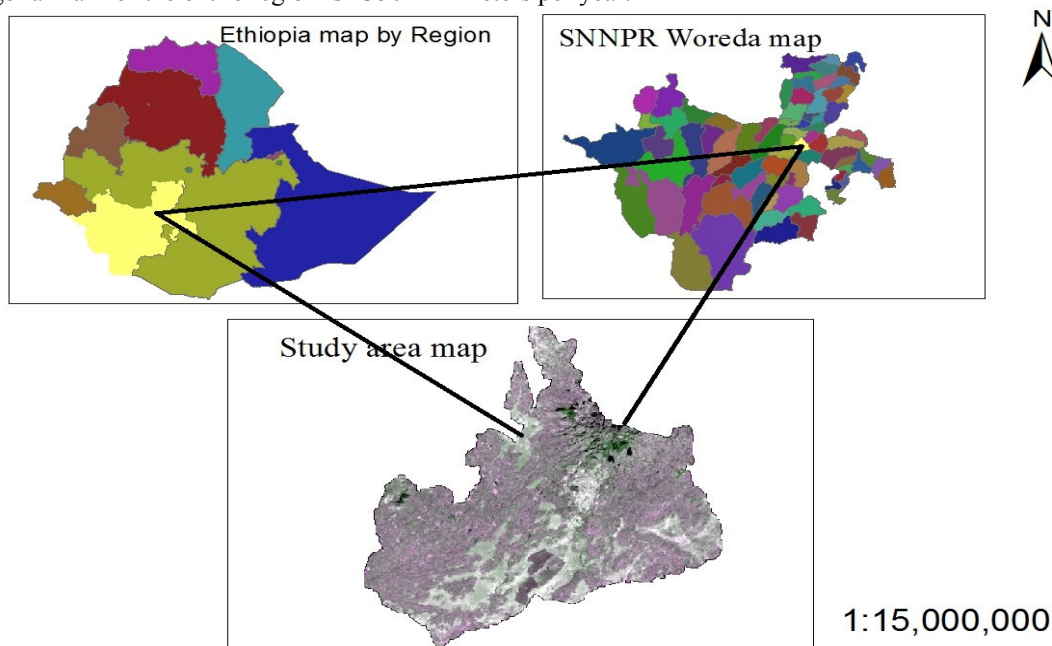 N
Ethiopia map by Region
SNNPR Woreda map
Study area map
1:15,000,000